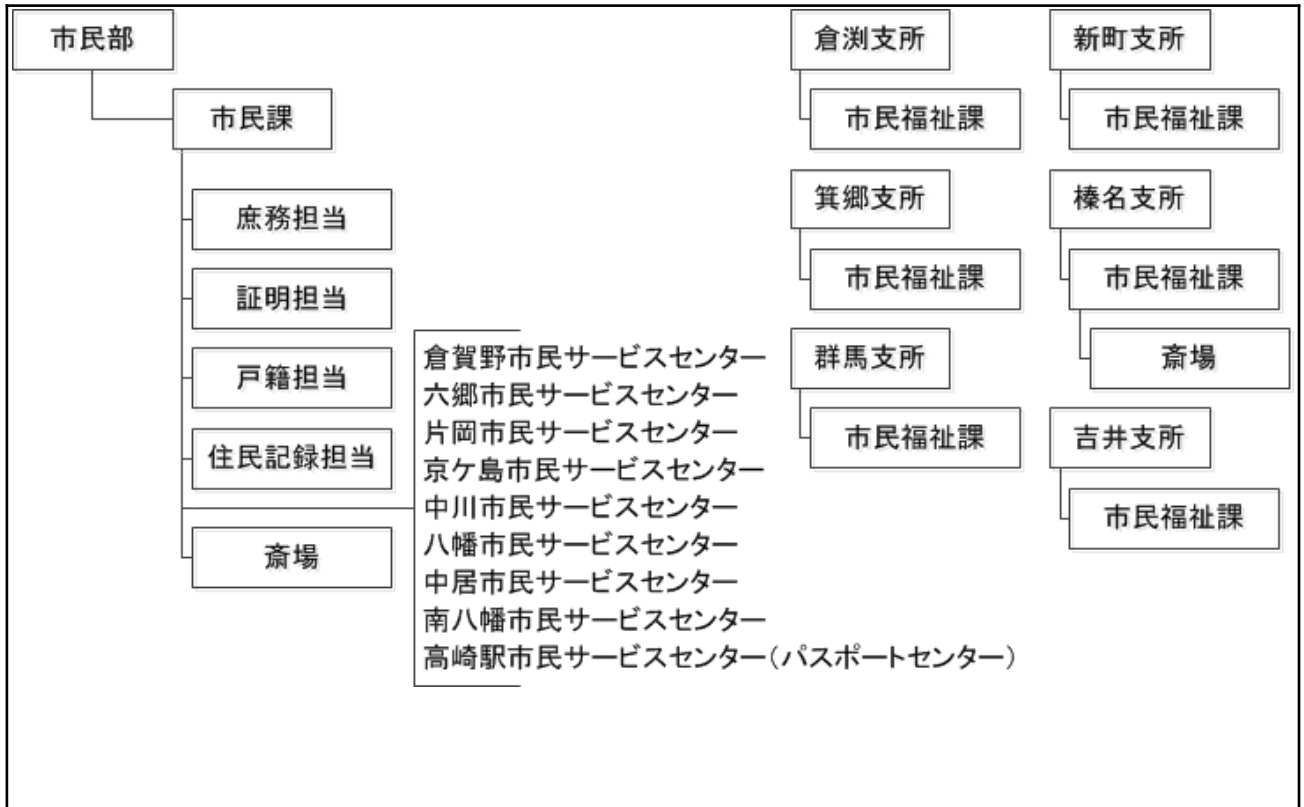 市民部
市民課
庶務担当
証明担当
戸籍担当
住民記録担当
斎場
倉賀野市民サービスセンター
六郷市民サービスセンター
片岡市民サービスセンター
京ケ島市民サービスセンター
中川市民サービスセンター
八幡市民サービスセンター
中居市民サービスセンター
南八幡市民サービスセンター
高崎駅市民サービスセンター(パスポートセンター)
倉渕支所
市民福祉課
箕郷支所
市民福祉課
群馬支所
市民福祉課
新町支所
市民福祉課
榛名支所
市民福祉課
斎場
吉井支所
市民福祉課